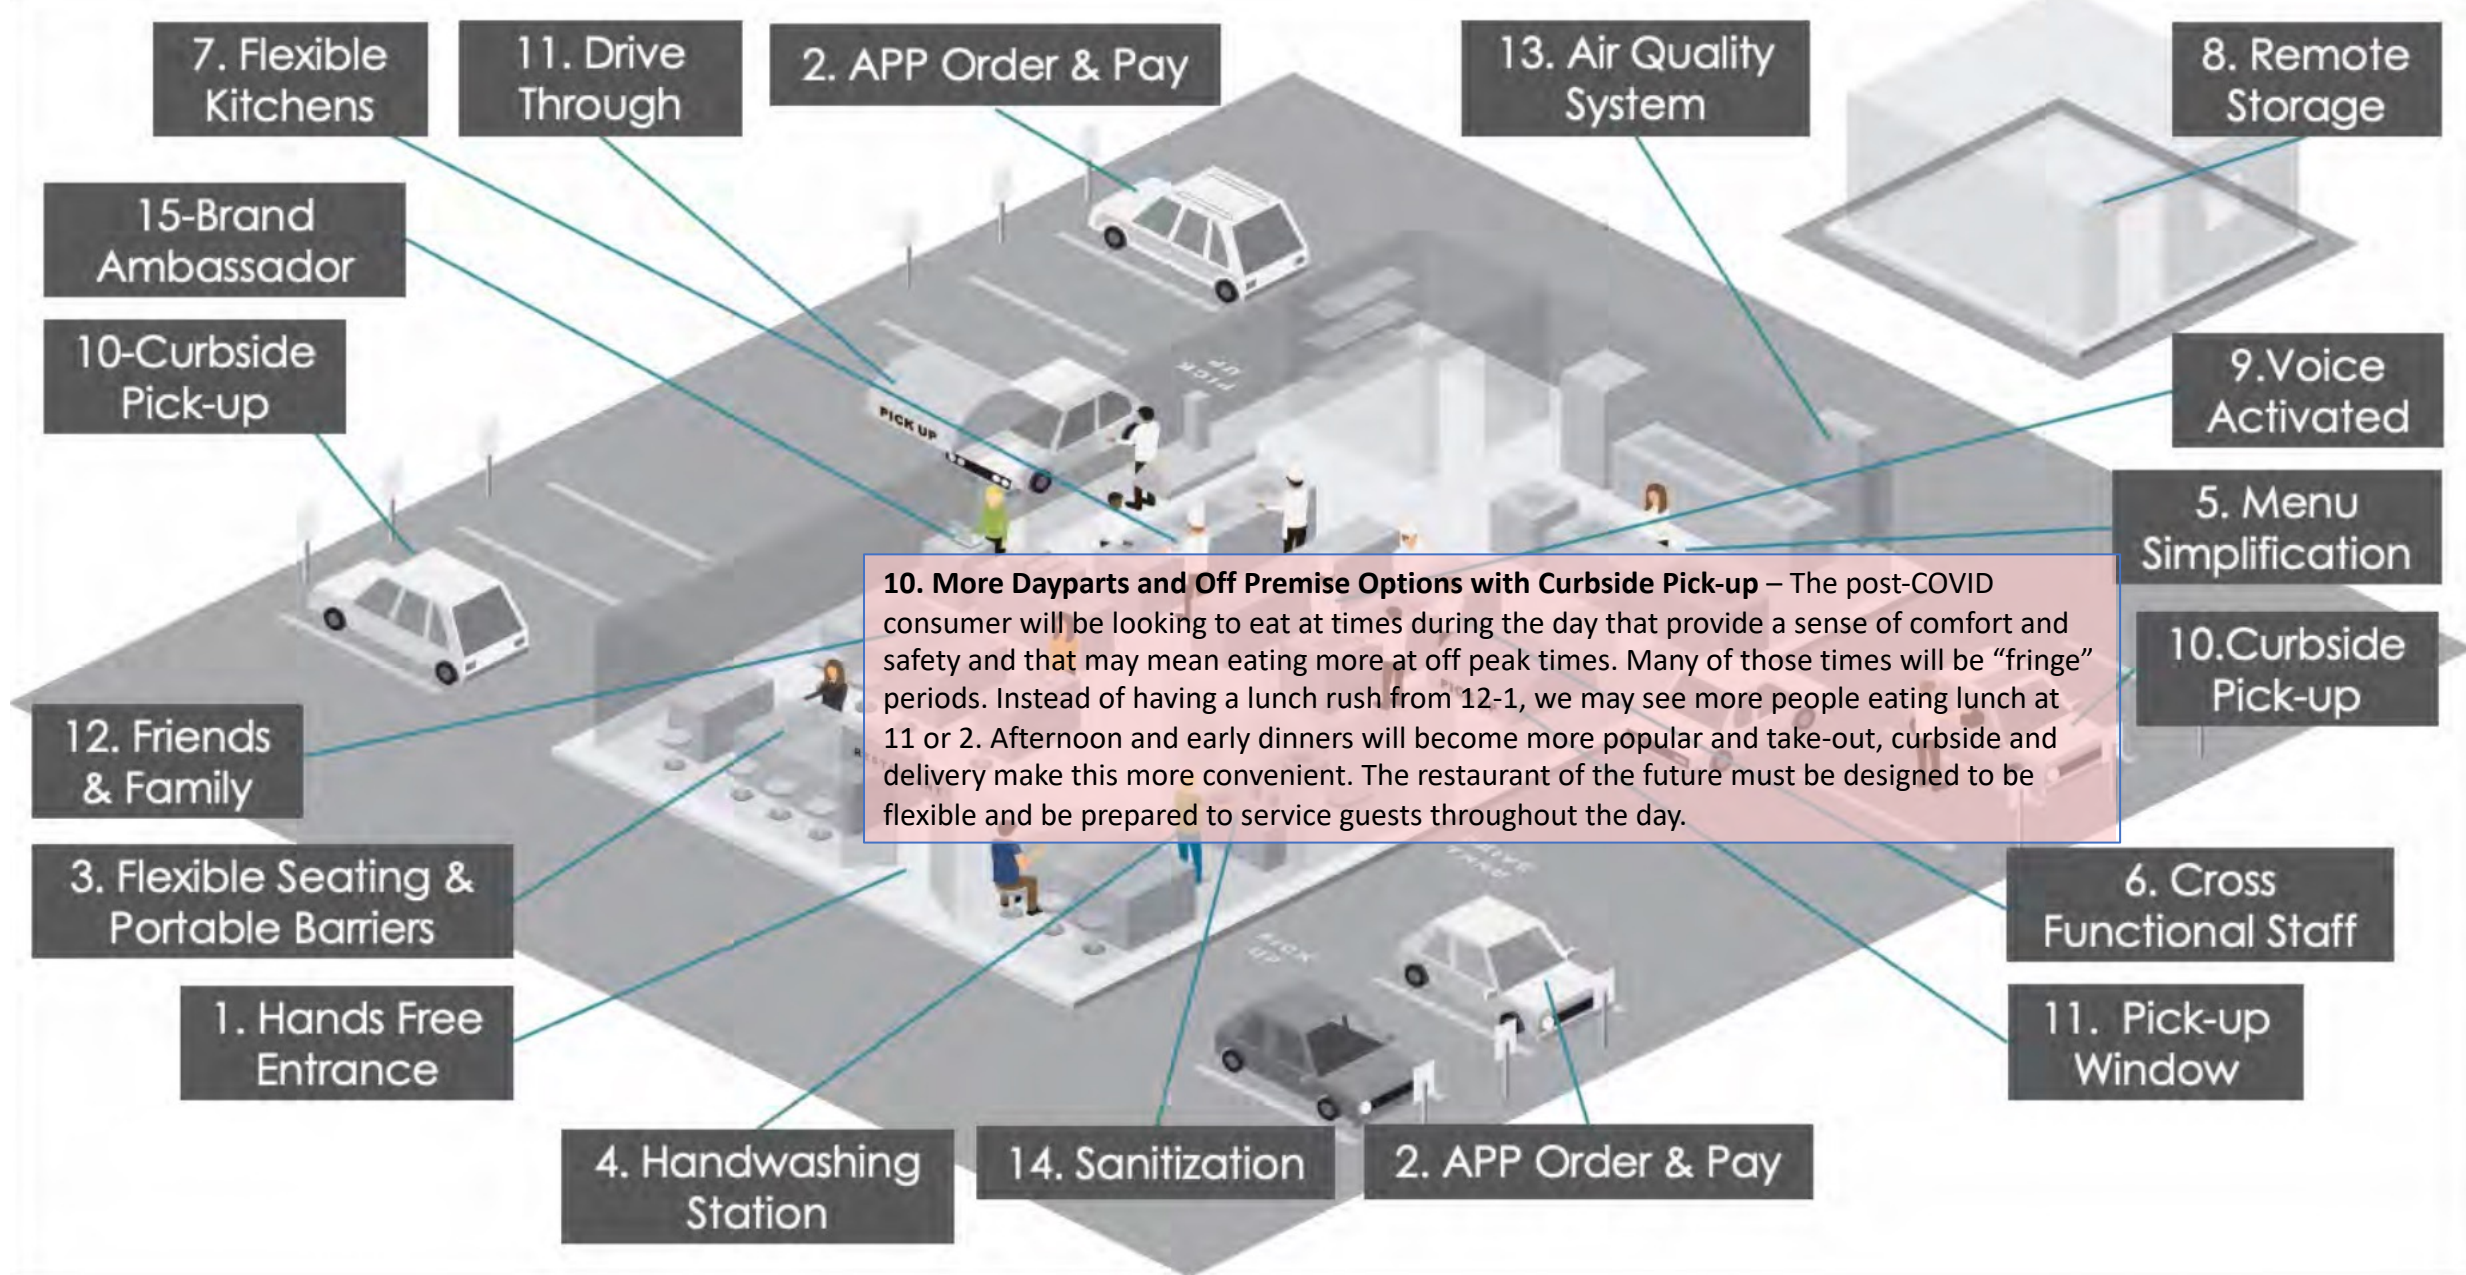 7. Flexible
Kitchens
11. Drive
Through
2. APP Order & Pay
13. Air Quality
System
8. Remote
Storage
15-Brand
Ambassador
10-Curbside
Pick-up
PICK
UP
PICK UP
9.Voice
Activated
5. Menu
Simplification
10. More Dayparts and Off Premise Options with Curbside Pick-up – The post-COVID
consumer will be looking to eat at times during the day that provide a sense of comfort and
safety and that may mean eating more at off peak times. Many of those times will be “fringe”
periods. Instead of having a lunch rush from 12-1, we may see more people eating lunch at
11 or 2. Afternoon and early dinners will become more popular and take-out, curbside and
delivery make this more convenient. The restaurant of the future must be designed to be
flexible and be prepared to service guests throughout the day.
10.Curbside
Pick-up
12. Friends
& Family
3. Flexible Seating &
Portable Barriers
DRIVE
THRU
6. Cross
Functional Staff
PICK
UP
1. Hands Free
Entrance
11. Pick-up
Window
4. Handwashing
Station
14. Sanitization
2. APP Order & Pay